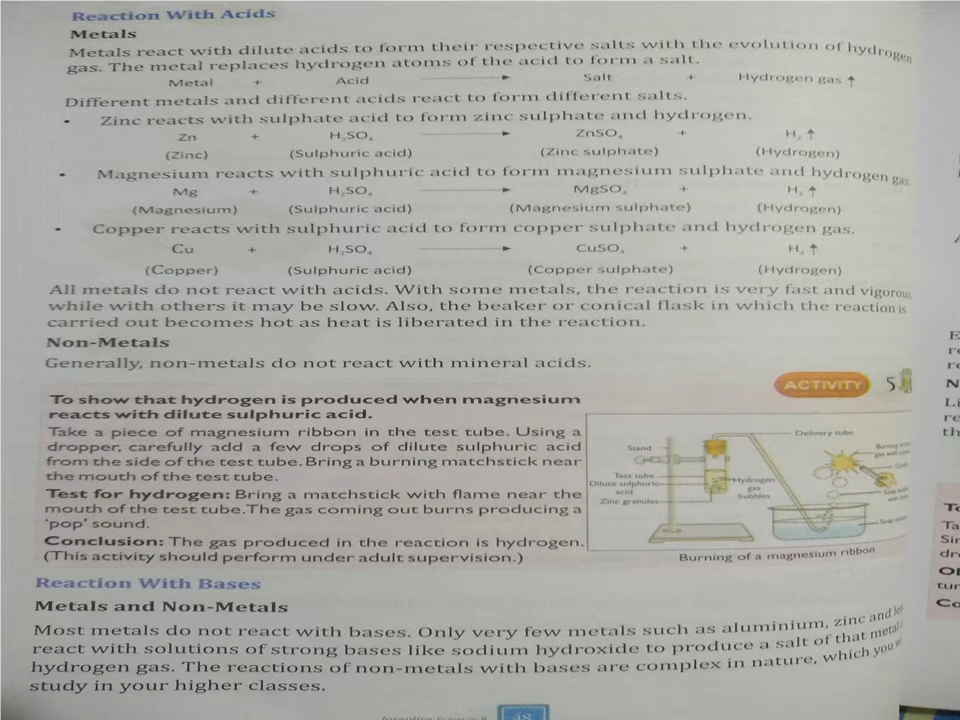 Reaction With Acids
Metals
Metals react with dilute acids to form their respective salts with the evolution of hydrogen
gas. The metal replaces hydrogen atoms of the acid to form a salt.
Metal + Acid → Salt + Hydrogen gas ↑
Different metals and different acids react to form different salts.
• Zinc reacts with sulphate acid to form zinc sulphate and hydrogen.
Zn + H₂SO₄ → ZnSO₄ + H₂ ↑
(Zinc) (Sulphuric acid) (Zinc sulphate) (Hydrogen)
• Magnesium reacts with sulphuric acid to form magnesium sulphate and hydrogen gas.
Mg + H₂SO₄ → MgSO₄ + H₂ ↑
(Magnesium) (Sulphuric acid) (Magnesium sulphate) (Hydrogen)
• Copper reacts with sulphuric acid to form copper sulphate and hydrogen gas.
Cu + H₂SO₄ → CuSO₄ + H₂ ↑
(Copper) (Sulphuric acid) (Copper sulphate) (Hydrogen)
All metals do not react with acids. With some metals, the reaction is very fast and vigorous
while with others it may be slow. Also, the beaker or conical flask in which the reaction is
carried out becomes hot as heat is liberated in the reaction.
Non-Metals
Generally, non-metals do not react with mineral acids.
ACTIVITY 5
To show that hydrogen is produced when magnesium
reacts with dilute sulphuric acid.
Take a piece of magnesium ribbon in the test tube. Using a
dropper, carefully add a few drops of dilute sulphuric acid
from the side of the test tube. Bring a burning matchstick near
the mouth of the test tube.
Test for hydrogen: Bring a matchstick with flame near the
mouth of the test tube. The gas coming out burns producing a
'pop' sound.
Conclusion: The gas produced in the reaction is hydrogen.
(This activity should perform under adult supervision.)
Delivery tube
Stand
Test tube
Dilute sulphuric
acid
Zinc granules
Hydrogen
gas
bubbles
Burning of
gas with a
Soap
Burning of a magnesium ribbon
Reaction With Bases
Metals and Non-Metals
Most metals do not react with bases. Only very few metals such as aluminium, zinc and
react with solutions of strong bases like sodium hydroxide to produce a salt of that metal
hydrogen gas. The reactions of non-metals with bases are complex in nature, which you
study in your higher classes.
48